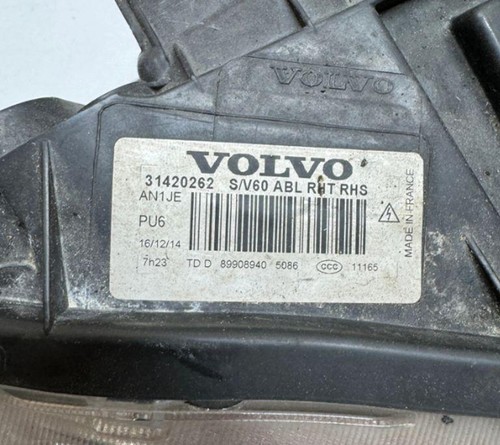 VOLVO
VOLVO
31420262 S/V60 ABL RHT RHS
AN1JE
PU6
16/12/14
7h23 TD D 89908940 5086 CCC 11165
MADE IN FRANCE